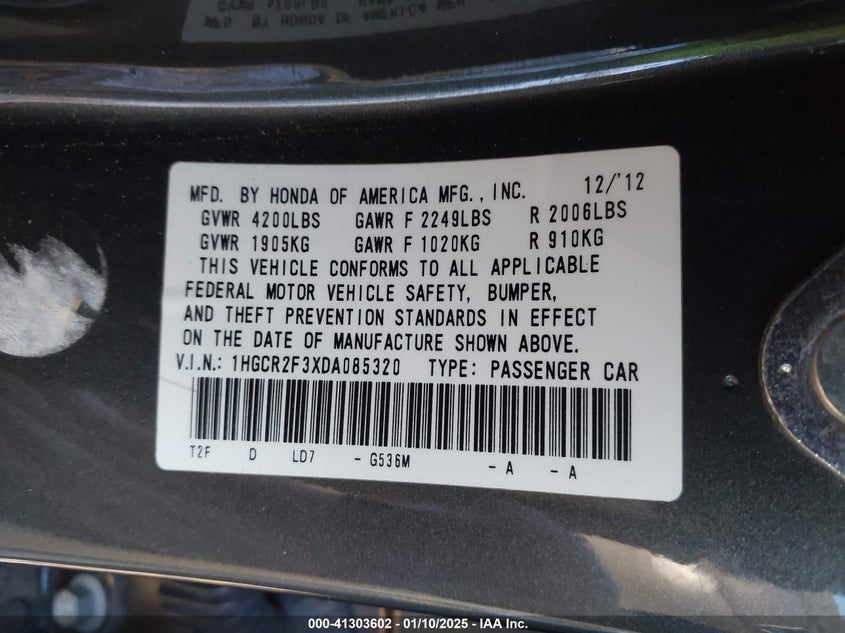 MFD. BY HONDA OF AMERICA MFG., INC. 12/'12
GVWR 4200LBS GAWR F 2249LBS R 2006LBS
GVWR 1905KG GAWR F 1020KG R 910KG
THIS VEHICLE CONFORMS TO ALL APPLICABLE
FEDERAL MOTOR VEHICLE SAFETY, BUMPER,
AND THEFT PREVENTION STANDARDS IN EFFECT
ON THE DATE OF MANUFACTURE SHOWN ABOVE.
V.I.N.: 1HGCR2F3XDA085320 TYPE: PASSENGER CAR
T2F D LD7 - G536M - A - A
000-41303602 - 01/10/2025 - IAA Inc.